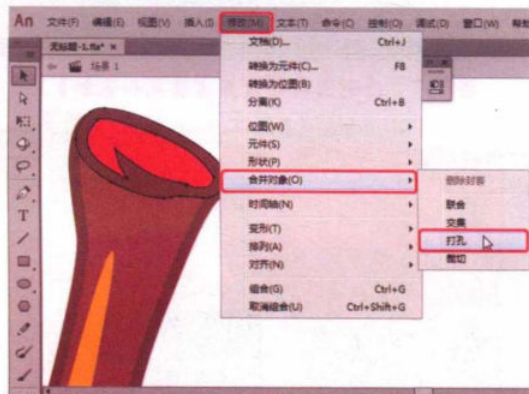 An 文件(F) 编辑(E) 视图(V) 插入(I) 修改(M) 文本(T) 命令(C) 控制(O) 调试(D) 窗口(W)
无标题-1.fla* ×
场景 1
文档(D)... Ctrl+J
转换为元件(C)... F8
转换为位图(B)
分离(K) Ctrl+B
位图(W)
元件(S)
形状(P)
合并对象(O)
删除封套
时间轴(N)
联合
交集
变形(T)
打孔
排列(A)
裁切
对齐(N)
组合(G) Ctrl+G
取消组合(U) Ctrl+Shift+G
T